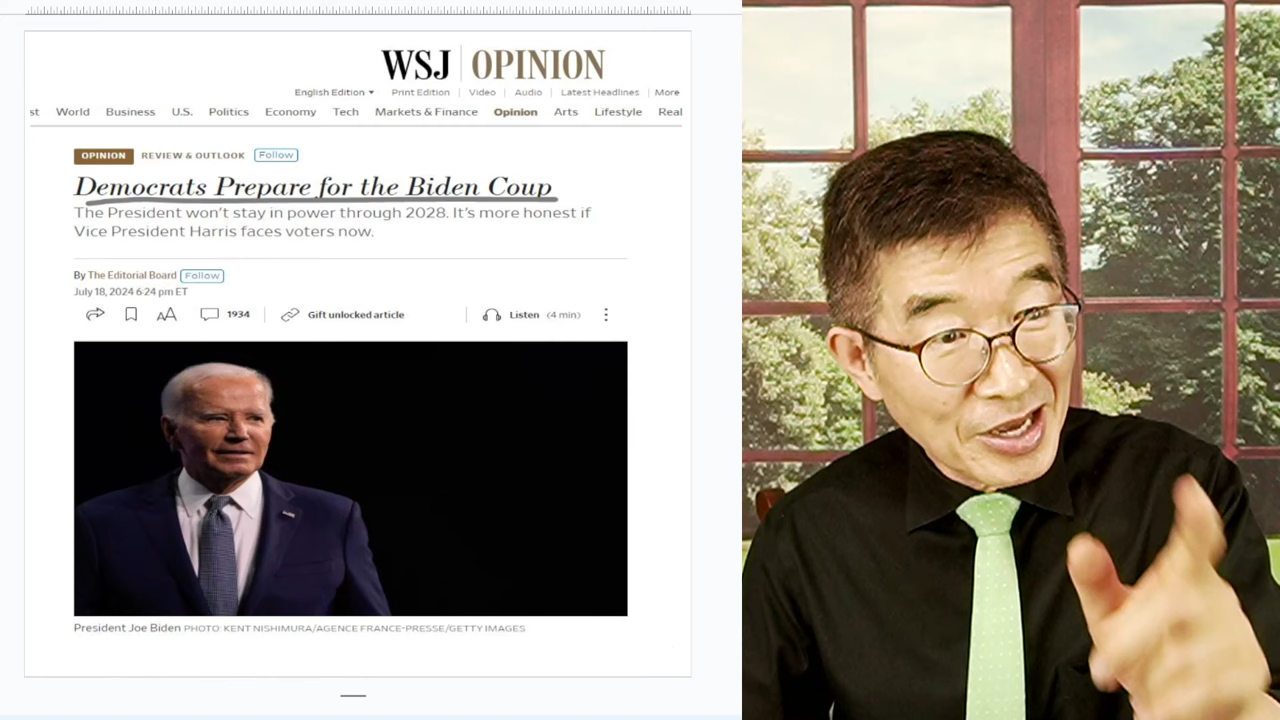 WSJ OPINION
English Edition Print Edition Video Audio Latest Headlines More
st World Business U.S. Politics Economy Tech Markets & Finance Opinion Arts Lifestyle Real
OPINION REVIEW & OUTLOOK Follow
Democrats Prepare for the Biden Coup
The President won't stay in power through 2028. It's more honest if
Vice President Harris faces voters now.
By The Editorial Board Follow
July 18, 2024 6:24 pm ET
AA 1934 Gift unlocked article Listen (4 min)
President Joe Biden PHOTO: KENT NISHIMURA/AGENCE FRANCE-PRESSE/GETTY IMAGES